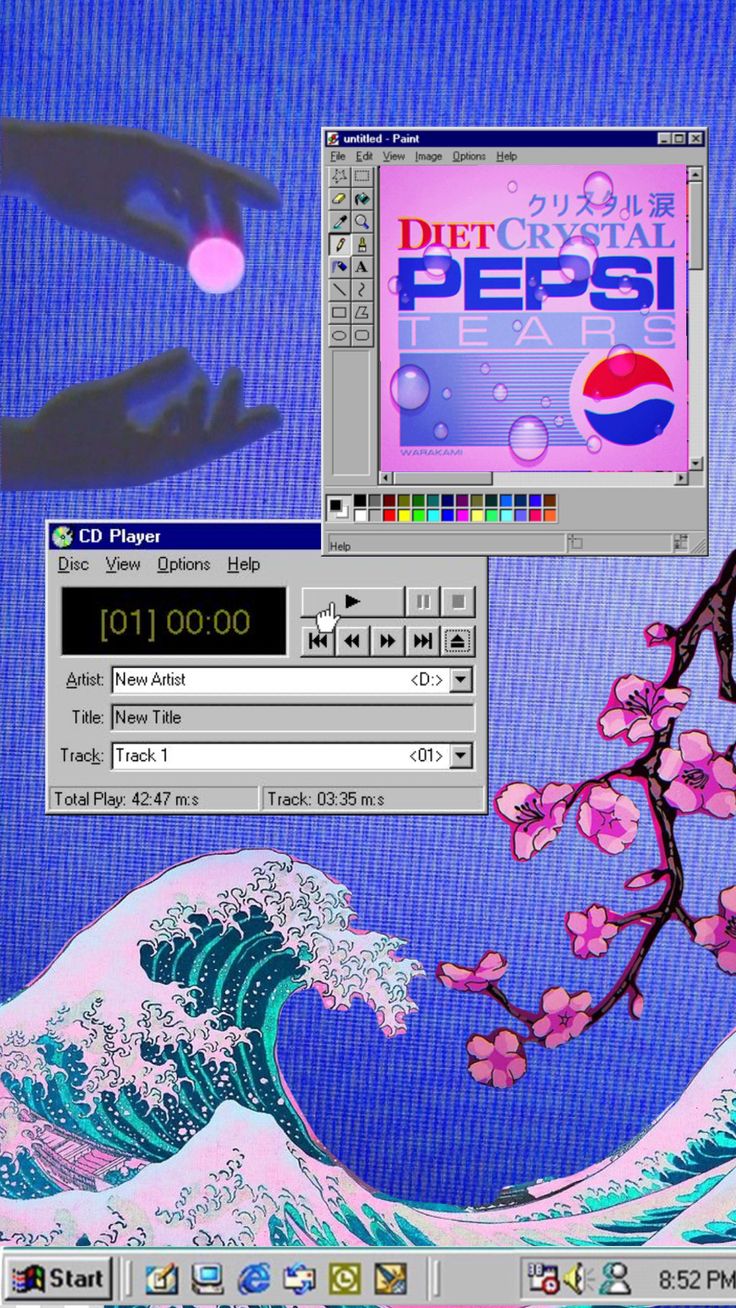 untitled - Paint
File Edit View Image Options Help
クリスタル涙
DIET CRYSTAL
PEPSI
TEARS
WARAKAMI
Help
CD Player
Disc View Options Help
[01] 00:00
Artist: New Artist <D:>
Title: New Title
Track: Track 1 <01>
Total Play: 42:47 m:s Track: 03:35 m:s
Start 8:52 PM